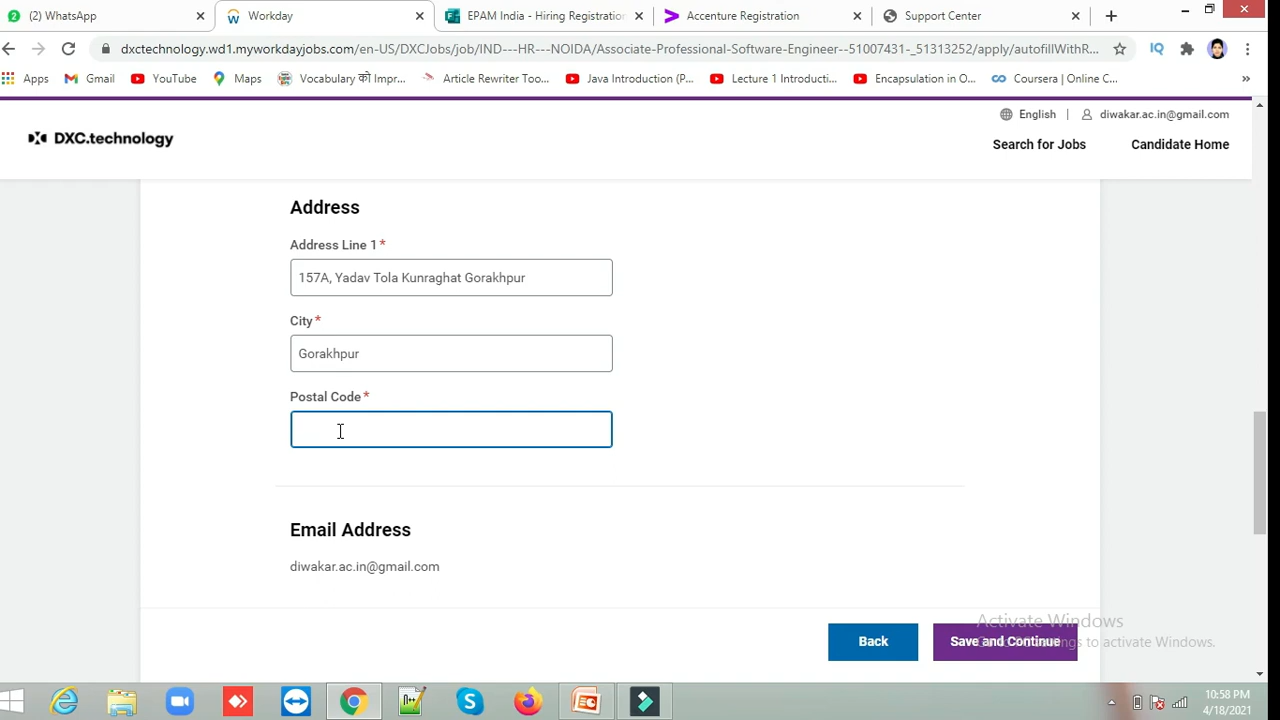 (2) WhatsApp
Workday
EPAM India - Hiring Registration
Accenture Registration
Support Center
dxctechnology.wd1.myworkdayjobs.com/en-US/DXCJobs/job/IND---HR---NOIDA/Associate-Professional-Software-Engineer--51007431-_51313252/apply/autofillWithR...
Apps
Gmail
YouTube
Maps
Vocabulary को Impr...
Article Rewriter Too...
Java Introduction (P...
Lecture 1 Introducti...
Encapsulation in O...
Coursera | Online C...
»
English
diwakar.ac.in@gmail.com
DXC.technology
Search for Jobs
Candidate Home
Address
Address Line 1*
157A, Yadav Tola Kunraghat Gorakhpur
City*
Gorakhpur
Postal Code*
Email Address
diwakar.ac.in@gmail.com
Back
Save and Continue
Activate Windows
to activate Windows.
10:58 PM
4/18/2021